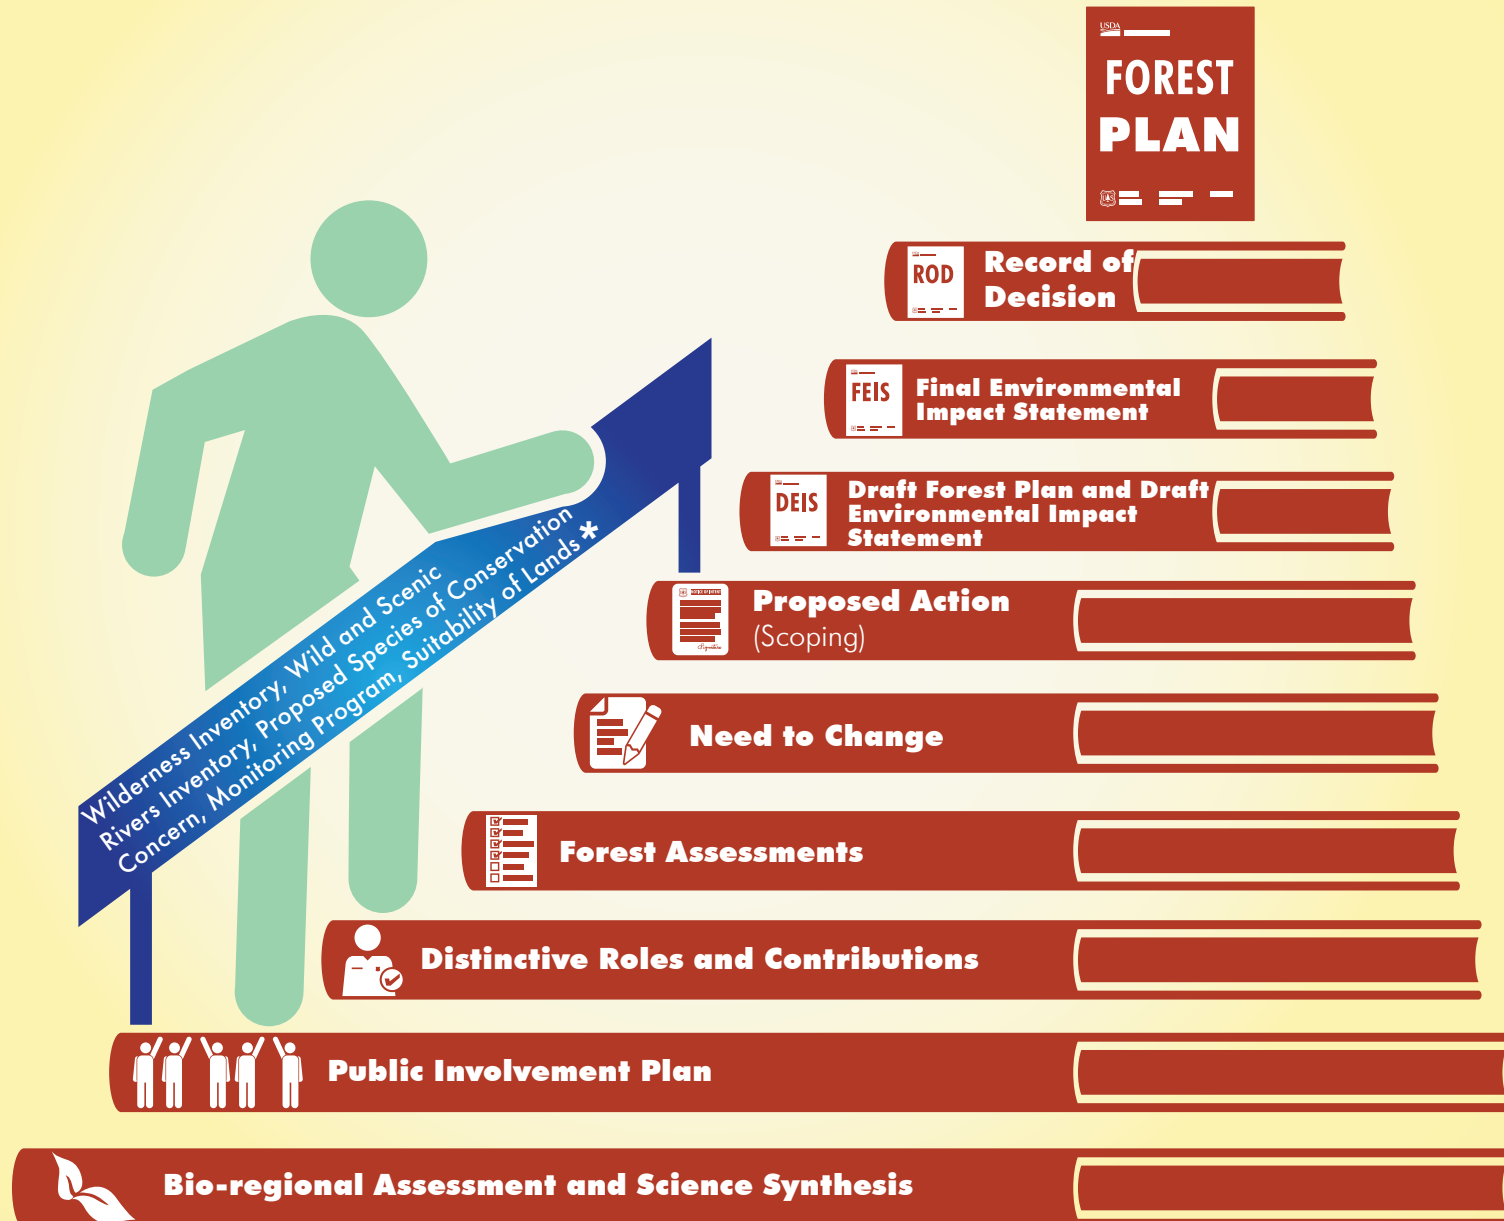 USDA
FOREST
PLAN
ROD
Record of
Decision
FEIS
Final Environmental
Impact Statement
DEIS
Draft Forest Plan and Draft
Environmental Impact
Statement
Proposed Action
(Scoping)
Need to Change
Forest Assessments
Distinctive Roles and Contributions
Public Involvement Plan
Bio-regional Assessment and Science Synthesis
Wilderness Inventory, Wild and Scenic
Rivers Inventory, Proposed Species of Conservation
Concern, Monitoring Program, Suitability of Lands*